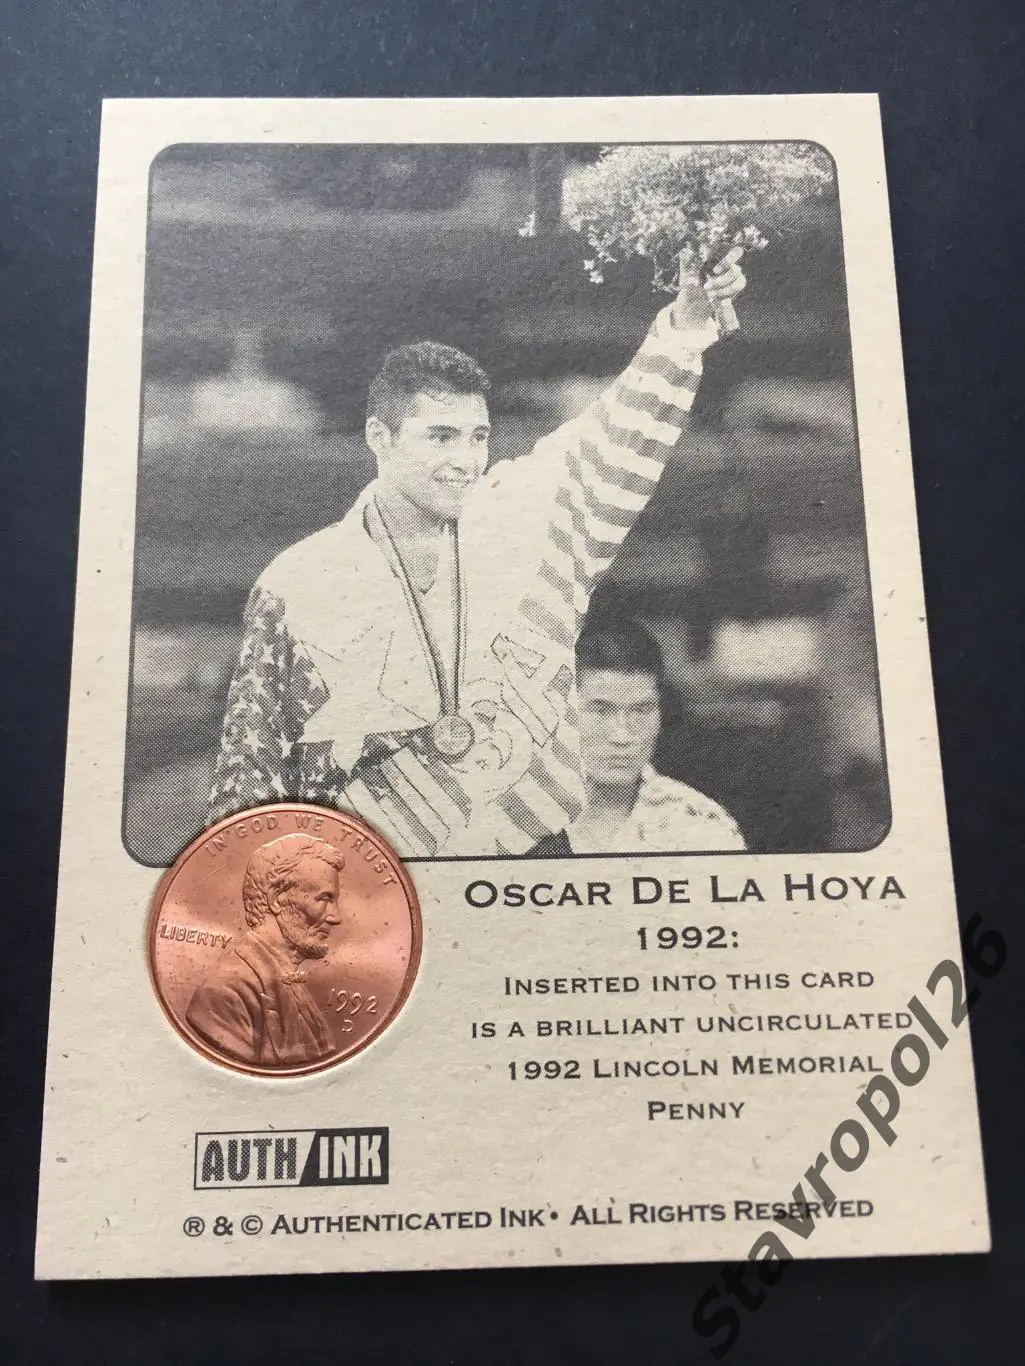 IN GOD WE TRUST
LIBERTY
1992
D
OSCAR DE LA HOYA
1992:
INSERTED INTO THIS CARD
IS A BRILLIANT UNCIRCULATED
1992 LINCOLN MEMORIAL
PENNY
AUTH/INK
® & © AUTHENTICATED INK • ALL RIGHTS RESERVED
Stavropol26